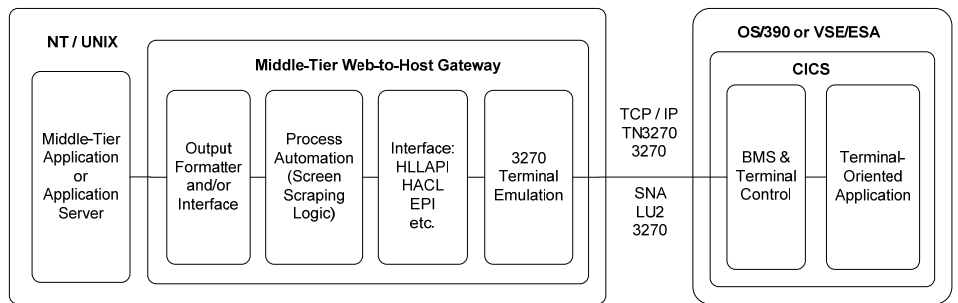 NT / UNIX
Middle-Tier Web-to-Host Gateway
Middle-Tier
Application
or
Application
Server
Output
Formatter
and/or
Interface
Process
Automation
(Screen
Scraping
Logic)
Interface:
HLLAPI
HACL
EPI
etc.
3270
Terminal
Emulation
TCP / IP
TN3270
3270
SNA
LU2
3270
OS/390 or VSE/ESA
CICS
BMS &
Terminal
Control
Terminal-
Oriented
Application